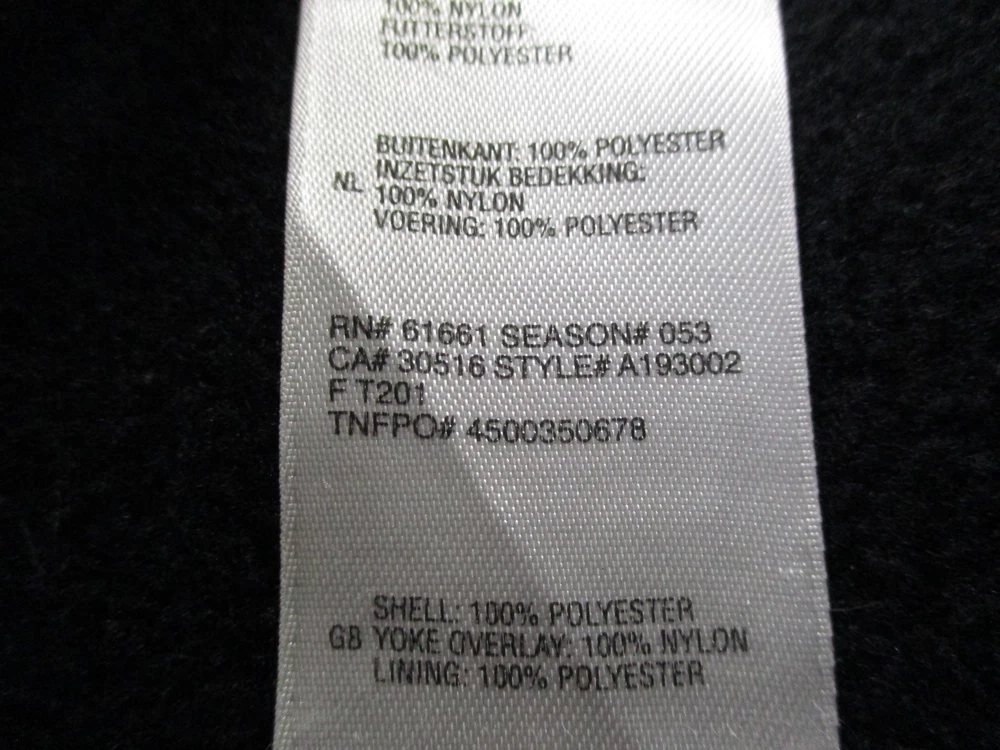 100% NYLON
FUTTERSTOFF:
100% POLYESTER
BUITENKANT: 100% POLYESTER
INZETSTUK BEDEKKING:
NL 100% NYLON
VOERING: 100% POLYESTER
RN# 61661 SEASON# 053
CA# 30516 STYLE# A193002
F T201
TNFPO# 4500350678
SHELL: 100% POLYESTER
GB YOKE OVERLAY: 100% NYLON
LINING: 100% POLYESTER